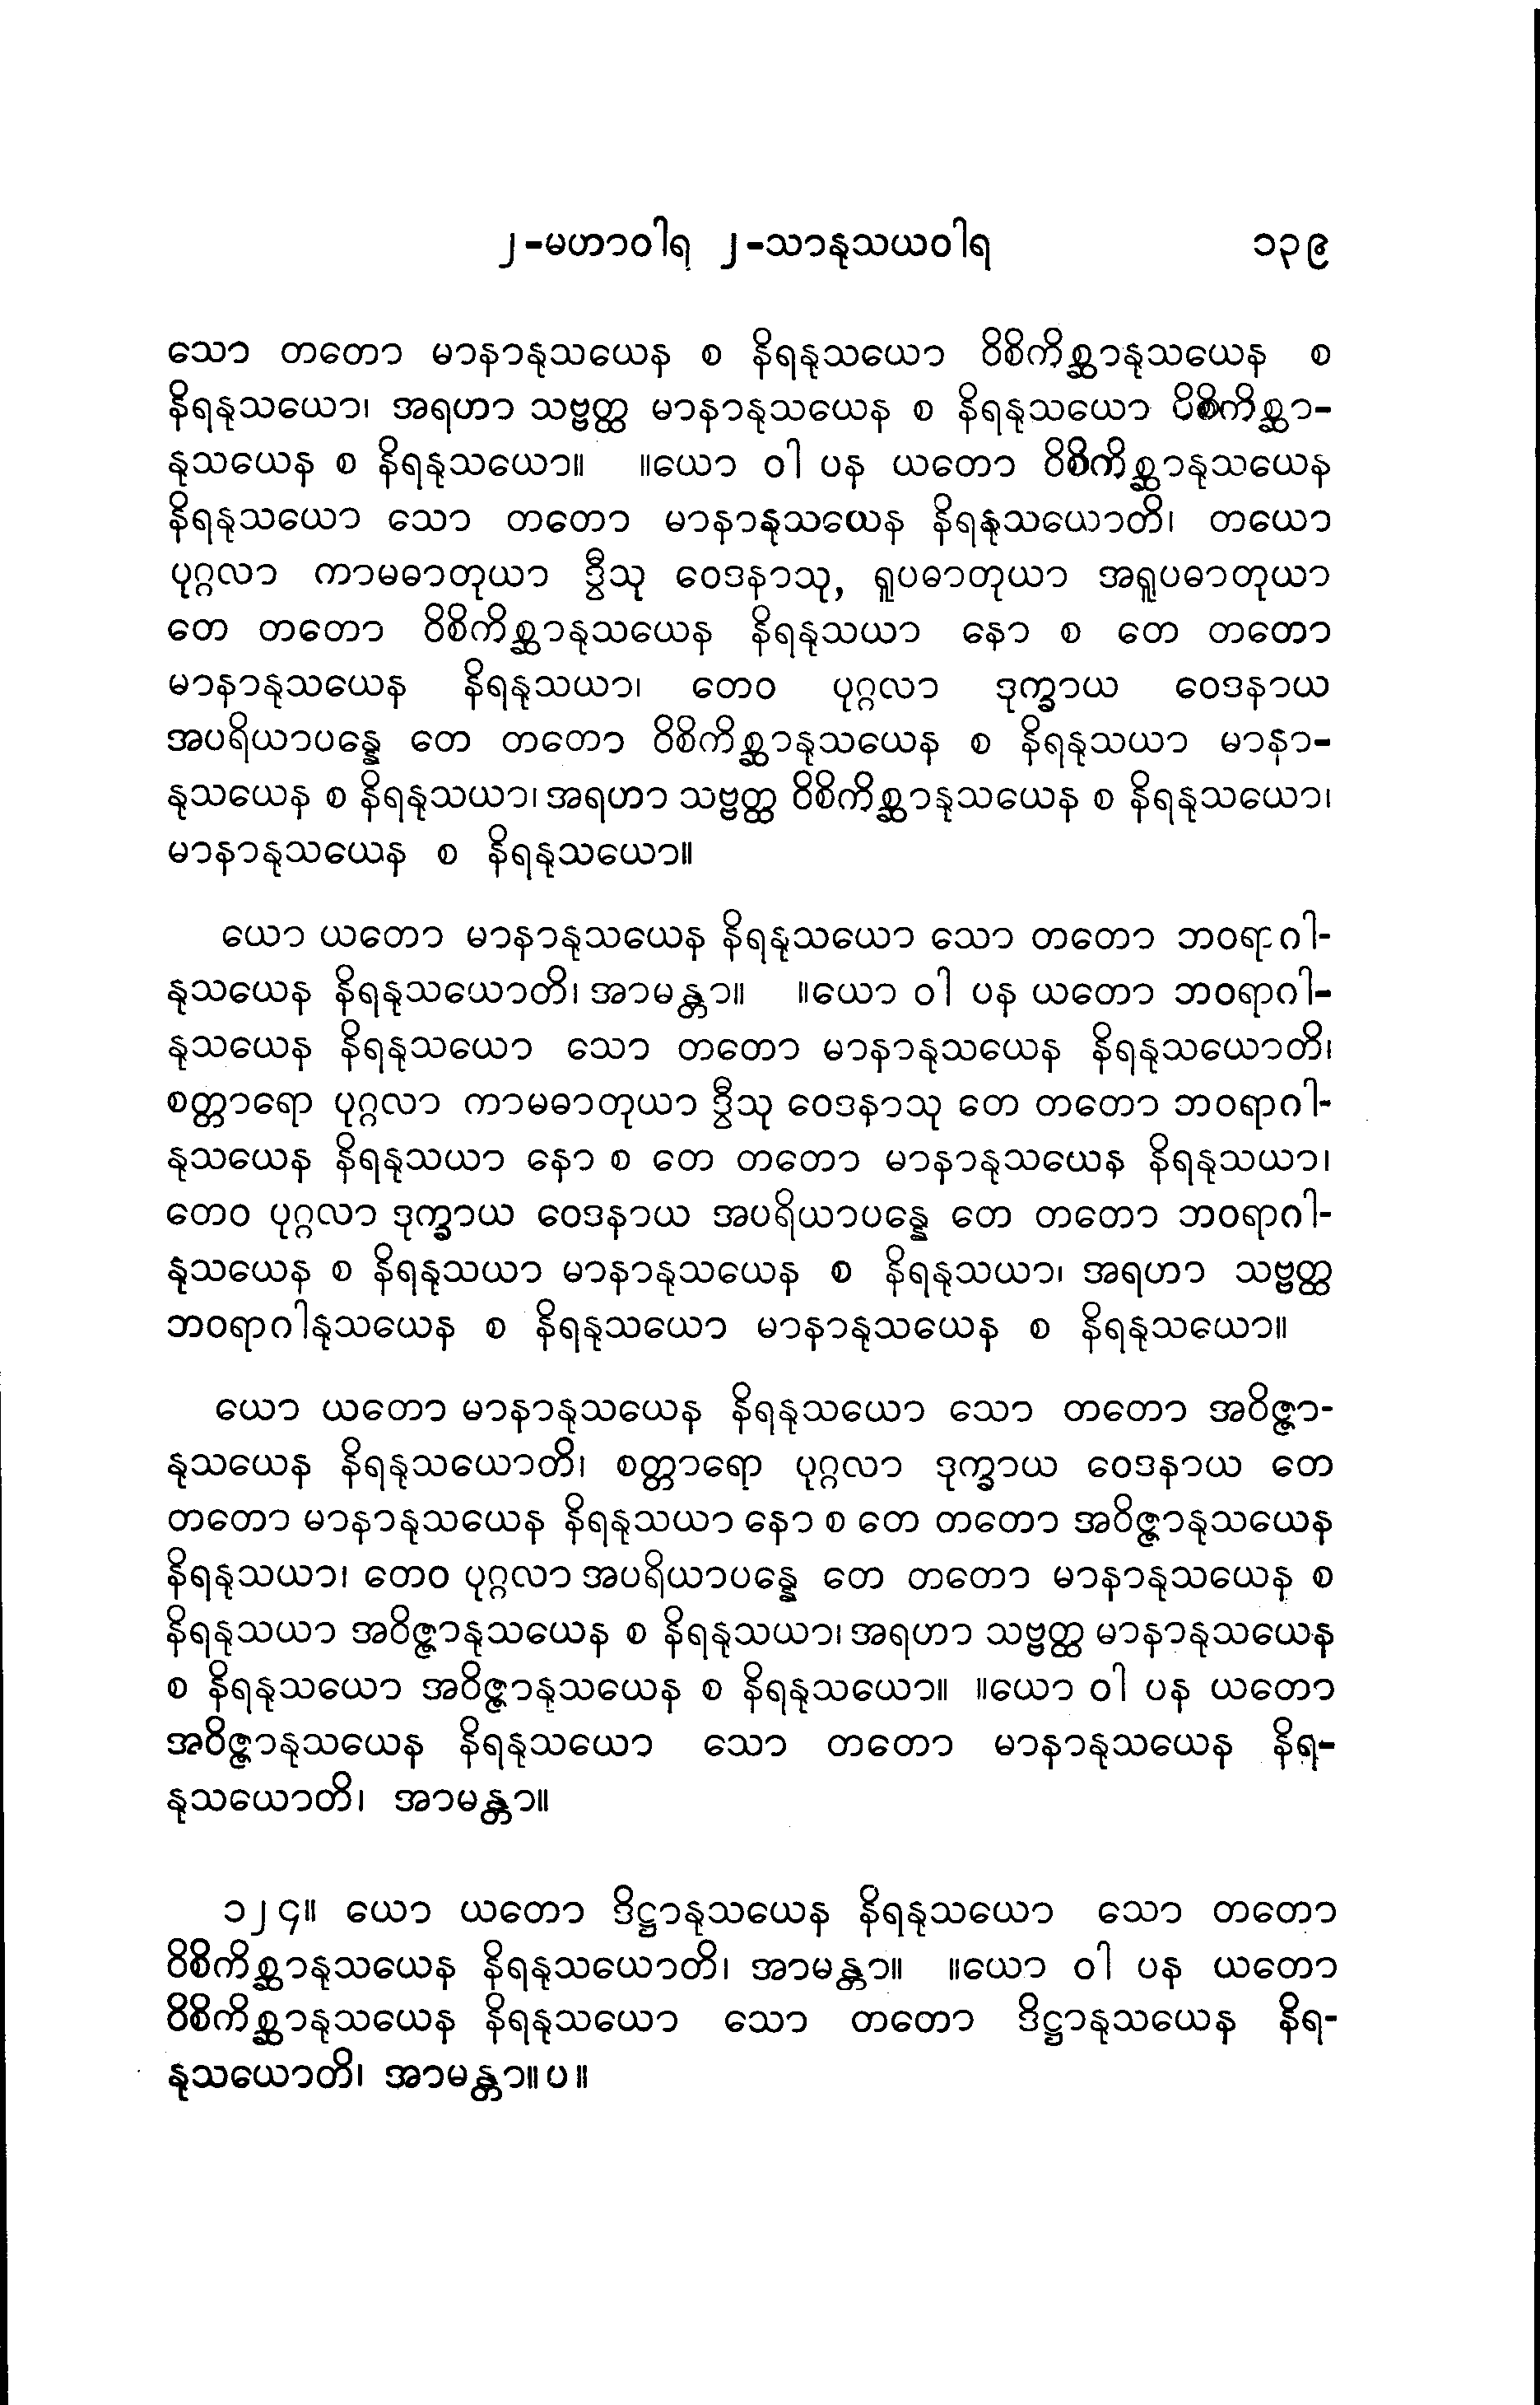 ၂-မဟာဝါရ ၂-သာနုသယဝါရ ၁၃၉
သော တတော မာနာနုသယေန စ နိရနုသယော ဝိစိကိစ္ဆာနုသယေန စ
နိရနုသယော၊ အရဟာ သဗ္ဗတ္ထ မာနာနုသယေန စ နိရနုသယော ဝိစိကိစ္ဆာ-
နုသယေန စ နိရနုသယော။ ။ယော ဝါ ပန ယတော ဝိစိကိစ္ဆာနုသယေန
နိရနုသယော သော တတော မာနာနုသယေန နိရနုသယောတိ၊ တယော
ပုဂ္ဂလာ ကာမဓာတုယာ ဒွီသု ဝေဒနာသု, ရူပဓာတုယာ အရူပဓာတုယာ
တေ တတော ဝိစိကိစ္ဆာနုသယေန နိရနုသယာ နော စ တေ တတော
မာနာနုသယေန နိရနုသယာ၊ တေဝ ပုဂ္ဂလာ ဒုက္ခာယ ဝေဒနာယ
အပရိယာပန္နေ တေ တတော ဝိစိကိစ္ဆာနုသယေန စ နိရနုသယာ မာနာ-
နုသယေန စ နိရနုသယာ၊ အရဟာ သဗ္ဗတ္ထ ဝိစိကိစ္ဆာနုသယေန စ နိရနုသယော၊
မာနာနုသယေန စ နိရနုသယော။
ယော ယတော မာနာနုသယေန နိရနုသယော သော တတော ဘဝရာဂါ-
နုသယေန နိရနုသယောတိ၊ အာမန္တာ။ ။ယော ဝါ ပန ယတော ဘဝရာဂါ-
နုသယေန နိရနုသယော သော တတော မာနာနုသယေန နိရနုသယောတိ၊
စတ္တာရော ပုဂ္ဂလာ ကာမဓာတုယာ ဒွီသု ဝေဒနာသု တေ တတော ဘဝရာဂါ-
နုသယေန နိရနုသယာ နော စ တေ တတော မာနာနုသယေန နိရနုသယာ၊
တေဝ ပုဂ္ဂလာ ဒုက္ခာယ ဝေဒနာယ အပရိယာပန္နေ တေ တတော ဘဝရာဂါ-
နုသယေန စ နိရနုသယာ မာနာနုသယေန စ နိရနုသယာ၊ အရဟာ သဗ္ဗတ္ထ
ဘဝရာဂါနုသယေန စ နိရနုသယော မာနာနုသယေန စ နိရနုသယော။
ယော ယတော မာနာနုသယေန နိရနုသယော သော တတော အဝိဇ္ဇာ-
နုသယေန နိရနုသယောတိ၊ စတ္တာရော ပုဂ္ဂလာ ဒုက္ခာယ ဝေဒနာယ တေ
တတော မာနာနုသယေန နိရနုသယာ နော စ တေ တတော အဝိဇ္ဇာနုသယေန
နိရနုသယာ၊ တေဝ ပုဂ္ဂလာ အပရိယာပန္နေ တေ တတော မာနာနုသယေန စ
နိရနုသယာ အဝိဇ္ဇာနုသယေန စ နိရနုသယာ၊ အရဟာ သဗ္ဗတ္ထ မာနာနုသယေန
စ နိရနုသယော အဝိဇ္ဇာနုသယေန စ နိရနုသယော။ ။ယော ဝါ ပန ယတော
အဝိဇ္ဇာနုသယေန နိရနုသယော သော တတော မာနာနုသယေန နိရ-
နုသယောတိ၊ အာမန္တာ။
၁၂၄။ ယော ယတော ဒိဋ္ဌာနုသယေန နိရနုသယော သော တတော
ဝိစိကိစ္ဆာနုသယေန နိရနုသယောတိ၊ အာမန္တာ။ ။ယော ဝါ ပန ယတော
ဝိစိကိစ္ဆာနုသယေန နိရနုသယော သော တတော ဒိဋ္ဌာနုသယေန နိရ-
နုသယောတိ၊ အာမန္တာ။ပ။